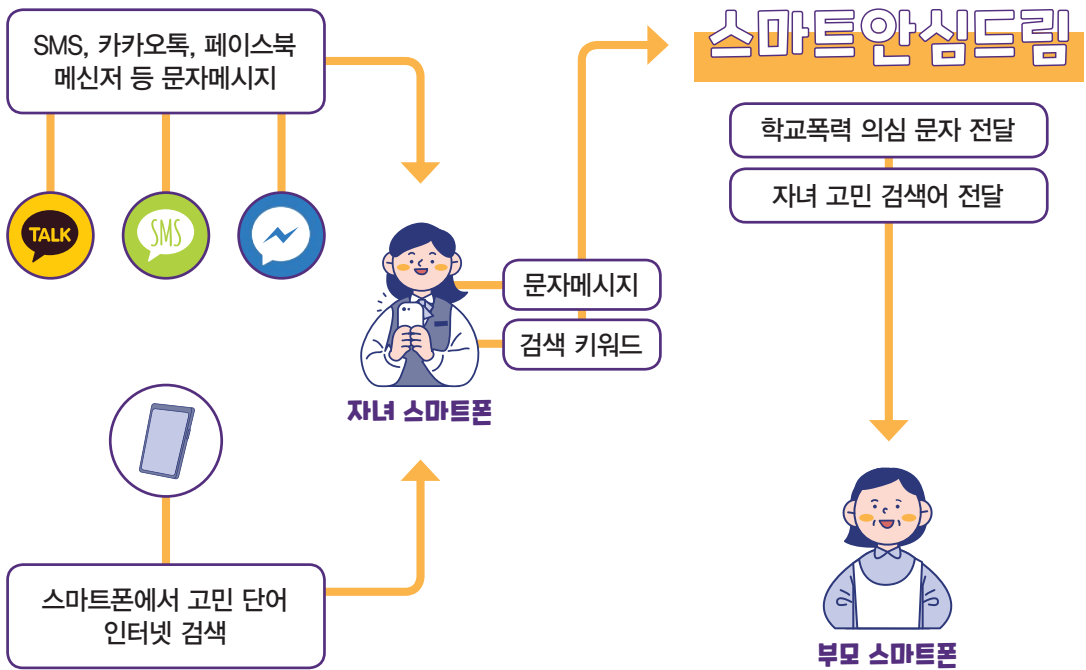 SMS, 카카오톡, 페이스북
메신저 등 문자메시지
TALK
SMS
자녀 스마트폰
스마트폰에서 고민 단어
인터넷 검색
문자메시지
검색 키워드
스마트안심드림
학교폭력 의심 문자 전달
자녀 고민 검색어 전달
부모 스마트폰